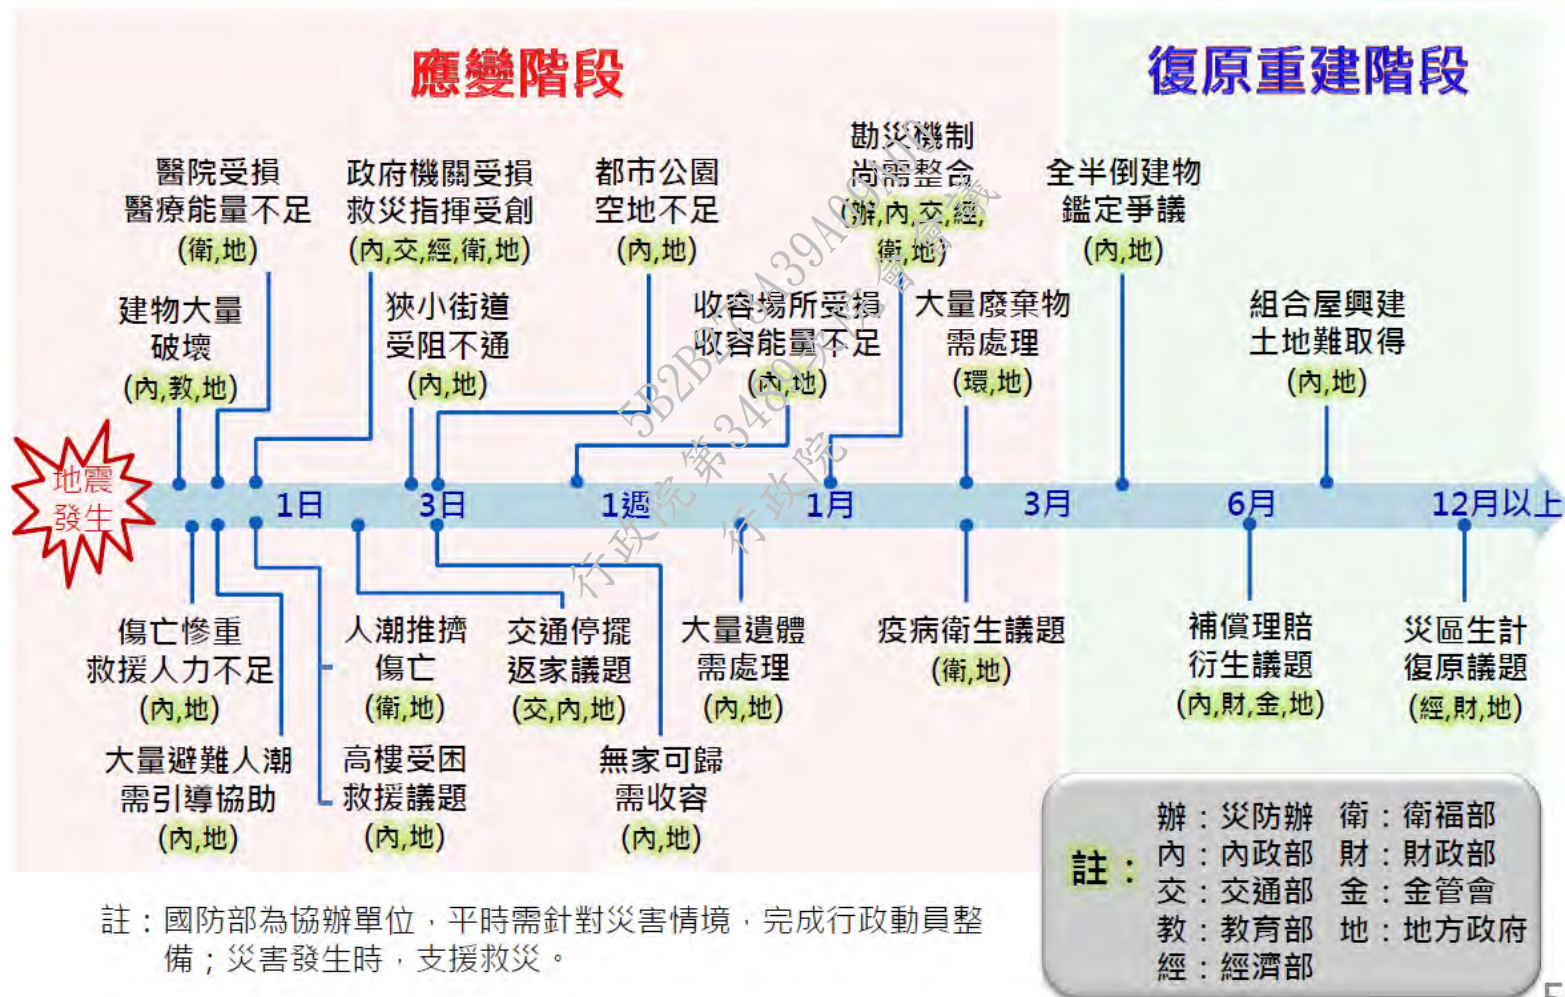 應變階段
復原重建階段
醫院受損
醫療能量不足
(衛,地)
政府機關受損
救災指揮受創
(內,交,經,衛,地)
都市公園
空地不足
(內,地)
勘災機制
尚需整合
(辦,內,交,經,
衛,地)
全半倒建物
鑑定爭議
(內,地)
建物大量
破壞
(內,教,地)
狹小街道
受阻不通
(內,地)
收容場所受損
收容能量不足
(內,地)
大量廢棄物
需處理
(環,地)
組合屋興建
土地難取得
(內,地)
地震
發生
1日
3日
1週
1月
3月
6月
12月以上
傷亡慘重
救援人力不足
(內,地)
人潮推擠
傷亡
(衛,地)
交通停擺
返家議題
(交,內,地)
大量遺體
需處理
(內,地)
疫病衛生議題
(衛,地)
補償理賠
衍生議題
(內,財,金,地)
災區生計
復原議題
(經,財,地)
大量避難人潮
需引導協助
(內,地)
高樓受困
救援議題
(內,地)
無家可歸
需收容
(內,地)
註：
辦：災防辦 衛：衛福部
內：內政部 財：財政部
交：交通部 金：金管會
教：教育部 地：地方政府
經：經濟部
註：國防部為協辦單位，平時需針對災害情境，完成行政動員整
備；災害發生時，支援救災。
行政院第3489次院會會議
行政院